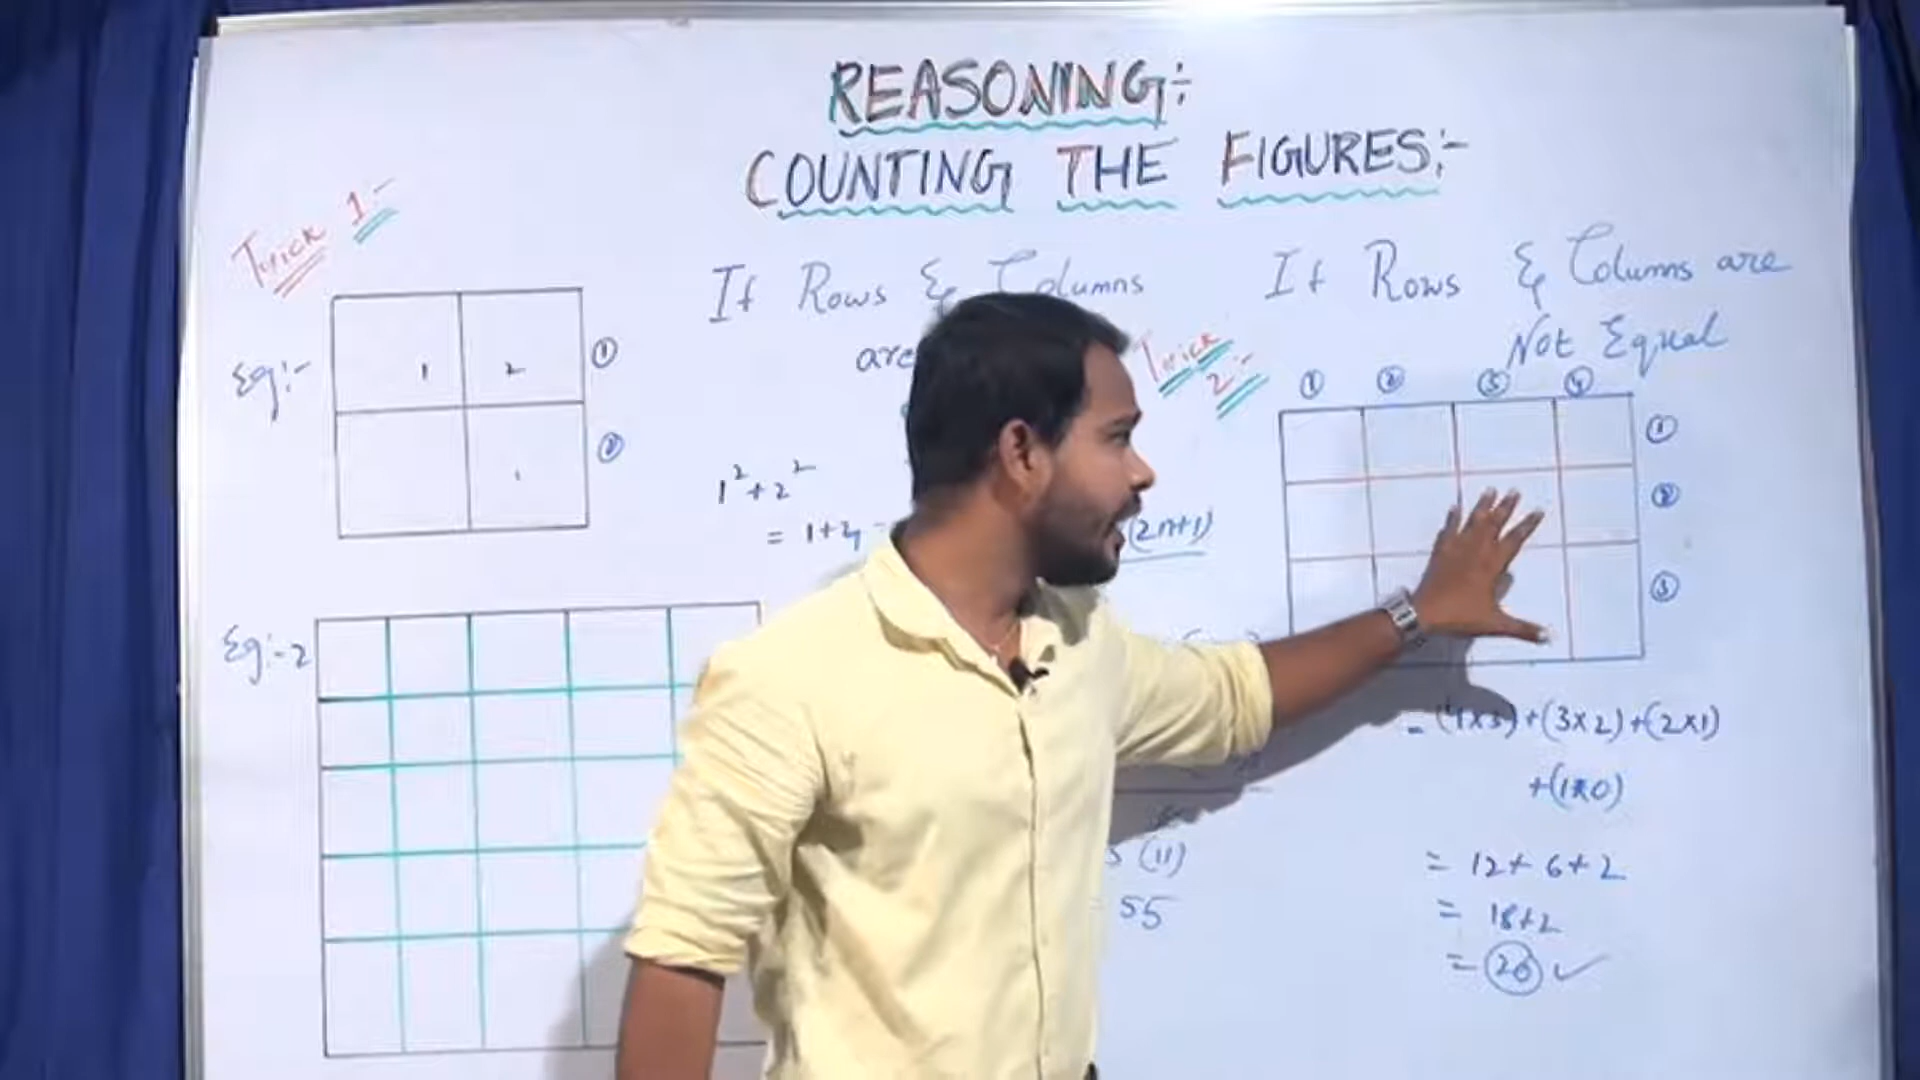 REASONING:-
COUNTING THE FIGURES:-
Trick 1:-
If Rows & Columns
are
Eg:-
1 2
①
②
1² + 2²
= 1+4
(2n+1)
Eg:-2
5 (11)
55
If Rows & Columns are
Not Equal
Trick
2:-
① ② ③ ④
①
②
③
= (4x3)+(3x2)+(2x1)
+(1x0)
= 12+ 6+2
= 18+2
= 20 ✓